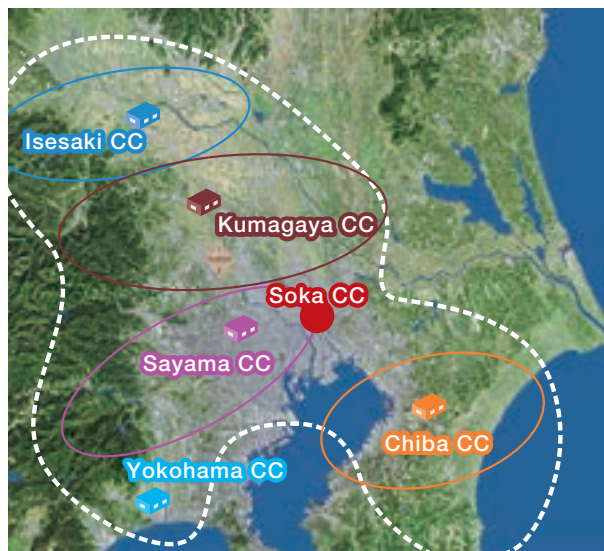 Isesaki CC
Kumagaya CC
Soka CC
Sayama CC
Chiba CC
Yokohama CC